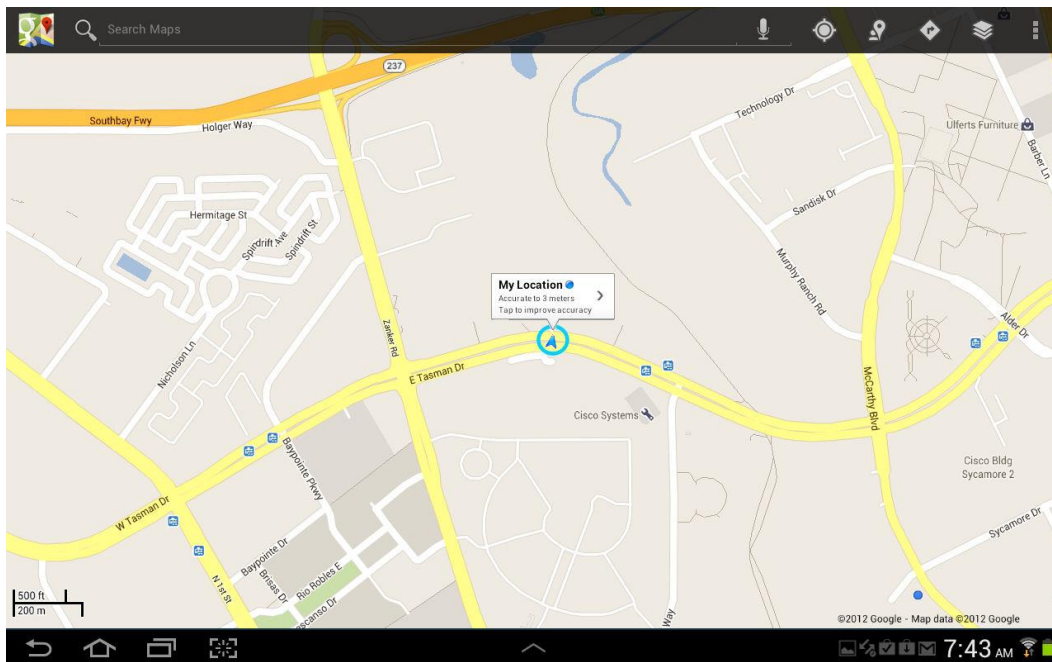 Search Maps
237
Southbay Fwy
Holger Way
Technology Dr
Ulferts Furniture
Barber Ln
Sandisk Dr
Hermitage St
Spindrift Ave
Spindrift St
Murphy Ranch Rd
My Location
Accurate to 3 meters
Tap to improve accuracy
Alder Dr
Zanker Rd
Nicholson Ln
E Tasman Dr
McCarthy Blvd
Cisco Systems
Baypointe Pkwy
Cisco Bldg
Sycamore 2
W Tasman Dr
Sycamore Dr
Baypointe Dr
N 1st St
Brisas Dr
Rio Robles E
escanso Dr
Way
500 ft
200 m
©2012 Google - Map data ©2012 Google
7:43 AM